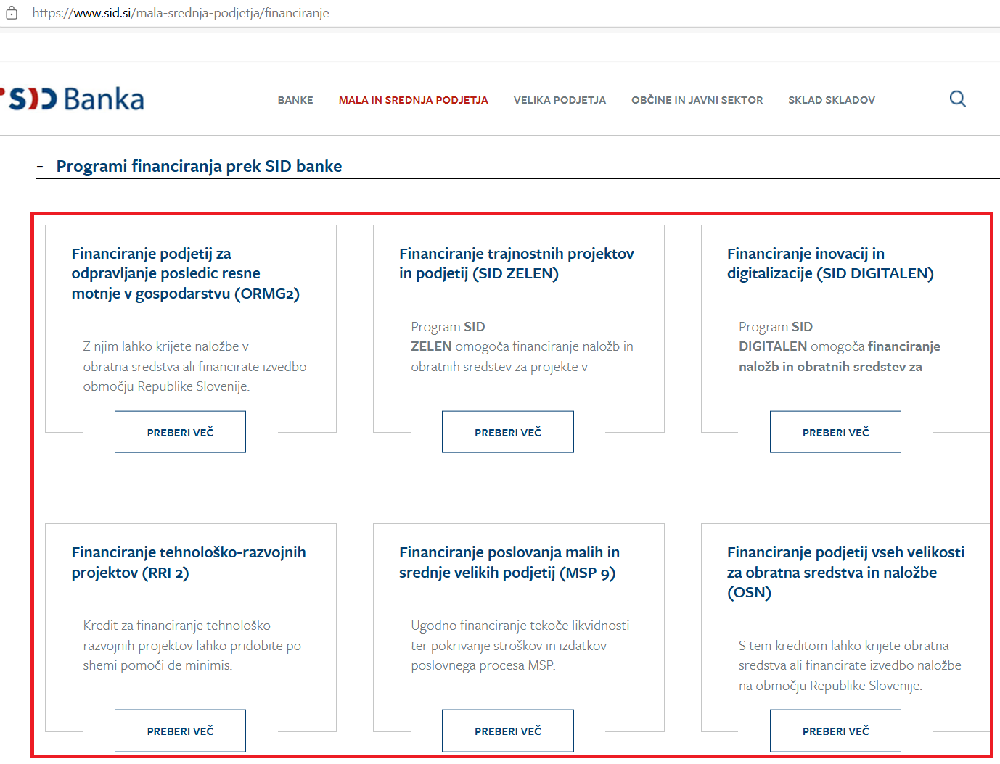 https://www.sid.si/mala-srednja-podjetja/financiranje
SID Banka
BANKE
MALA IN SREDNJA PODJETJA
VELIKA PODJETJA
OBČINE IN JAVNI SEKTOR
SKLAD SKLADOV
- Programi financiranja prek SID banke
Financiranje podjetij za
odpravljanje posledic resne
motnje v gospodarstvu (ORMG2)
Z njim lahko krijete naložbe v
obratna sredstva ali financirate izvedbo
območju Republike Slovenije.
PREBERI VEČ
Financiranje trajnostnih projektov
in podjetij (SID ZELEN)
Program SID
ZELEN omogoča financiranje naložb in
obratnih sredstev za projekte v
PREBERI VEČ
Financiranje inovacij in
digitalizacije (SID DIGITALEN)
Program SID
DIGITALEN omogoča financiranje
naložb in obratnih sredstev za
PREBERI VEČ
Financiranje tehnološko-razvojnih
projektov (RRI 2)
Kredit za financiranje tehnološko
razvojnih projektov lahko pridobite po
shemi pomoči de minimis.
PREBERI VEČ
Financiranje poslovanja malih in
srednje velikih podjetij (MSP 9)
Ugodno financiranje tekoče likvidnosti
ter pokrivanje stroškov in izdatkov
poslovnega procesa MSP.
PREBERI VEČ
Financiranje podjetij vseh velikosti
za obratna sredstva in naložbe
(OSN)
S tem kreditom lahko krijete obratna
sredstva ali financirate izvedbo naložbe
na območju Republike Slovenije.
PREBERI VEČ